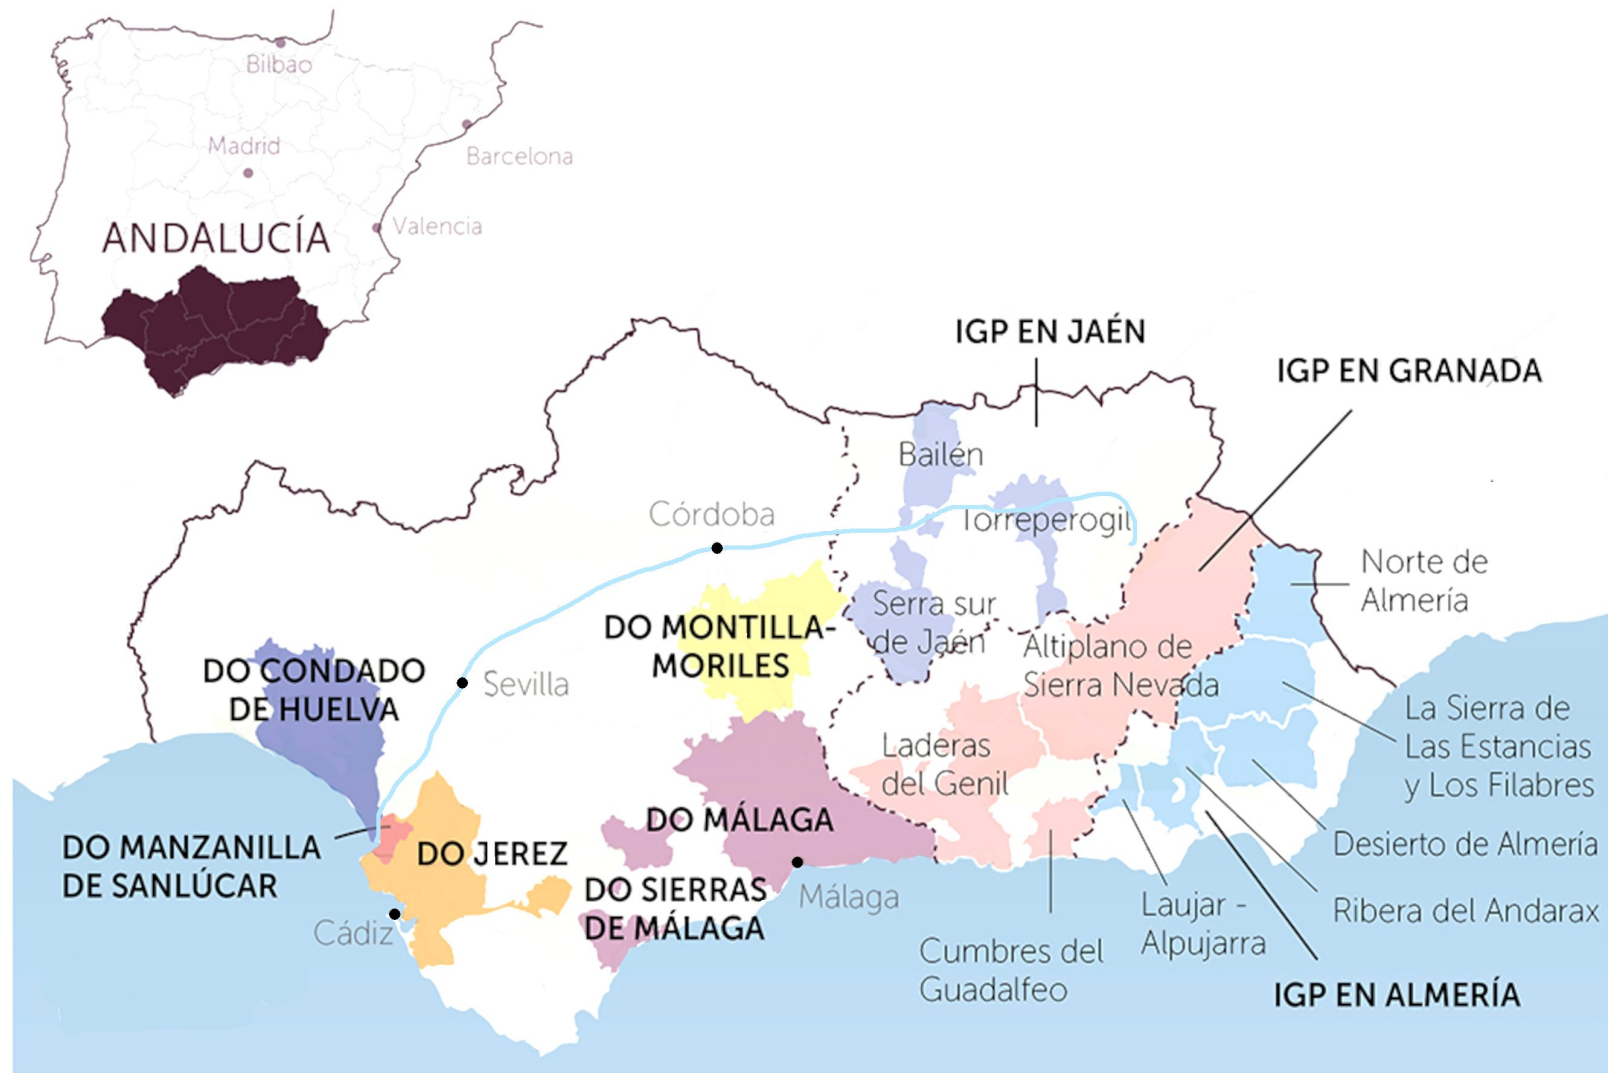 Bilbao
Madrid
Barcelona
Valencia
ANDALUCÍA
IGP EN JAÉN
IGP EN GRANADA
Bailén
Córdoba
Torreperogil
Norte de
Almería
DO MONTILLA-
MORILES
Serra sur
de Jaén
Altiplano de
Sierra Nevada
DO CONDADO
DE HUELVA
Sevilla
La Sierra de
Las Estancias
y Los Filabres
Laderas
del Genil
DO MANZANILLA
DE SANLÚCAR
DO JEREZ
DO MÁLAGA
Desierto de Almería
DO SIERRAS
DE MÁLAGA
Málaga
Cádiz
Laujar -
Alpujarra
Ribera del Andarax
Cumbres del
Guadalfeo
IGP EN ALMERÍA